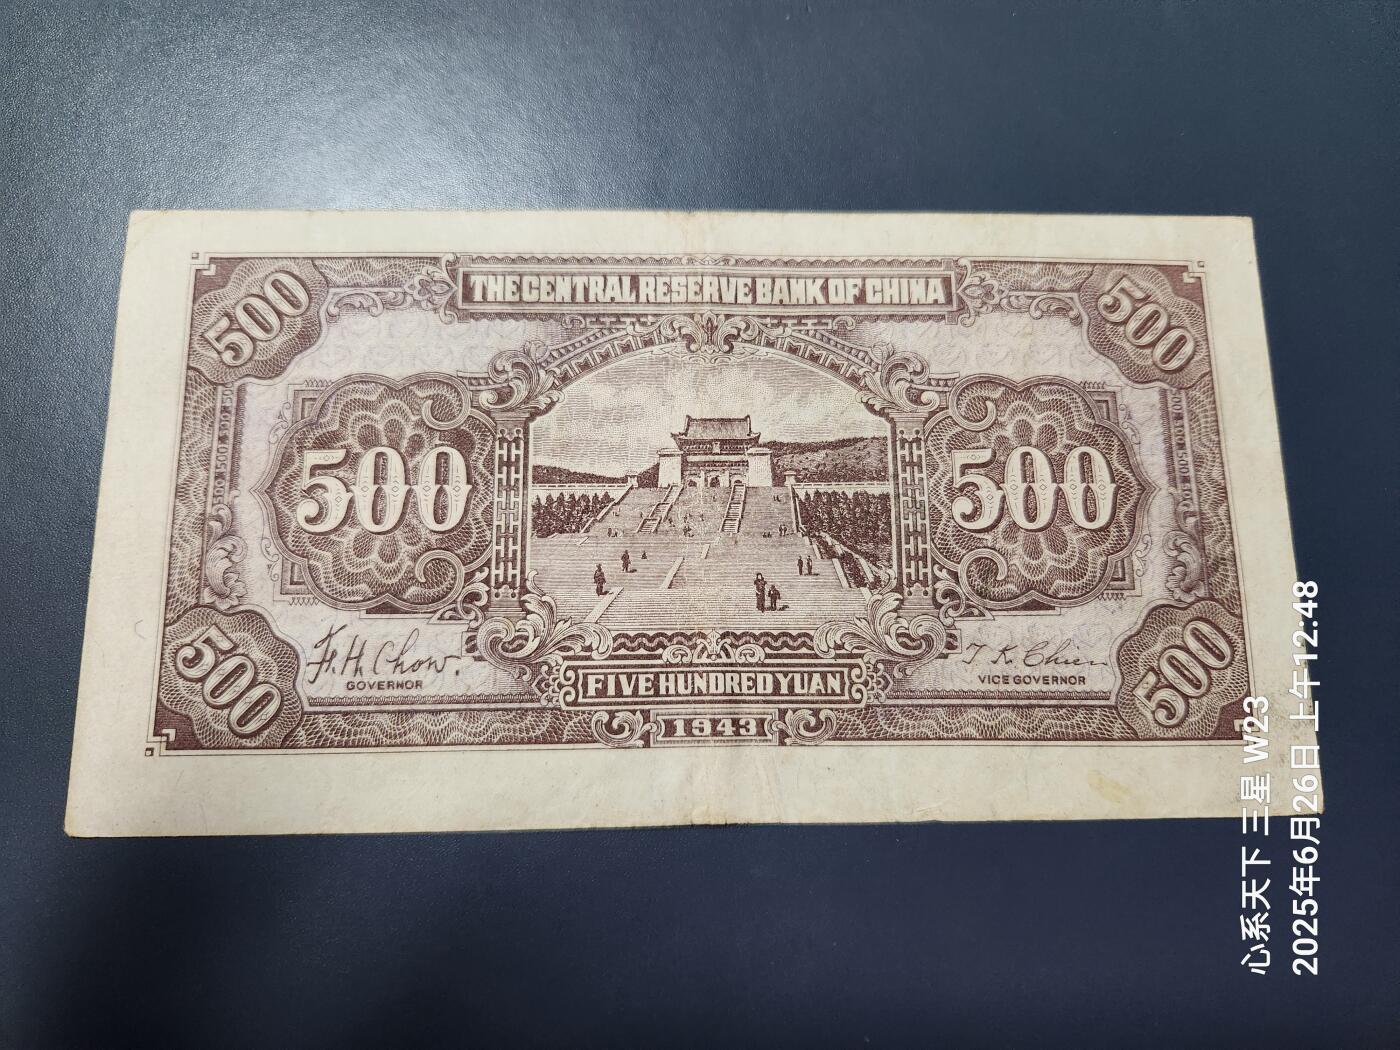 THE CENTRAL RESERVE BANK OF CHINA
500
500
500
500
F. H. Chow.
GOVERNOR
T K Chien
VICE GOVERNOR
500
500
FIVE HUNDRED YUAN
1943
心系天下 三星 W23
2025年6月26日 上午12:48